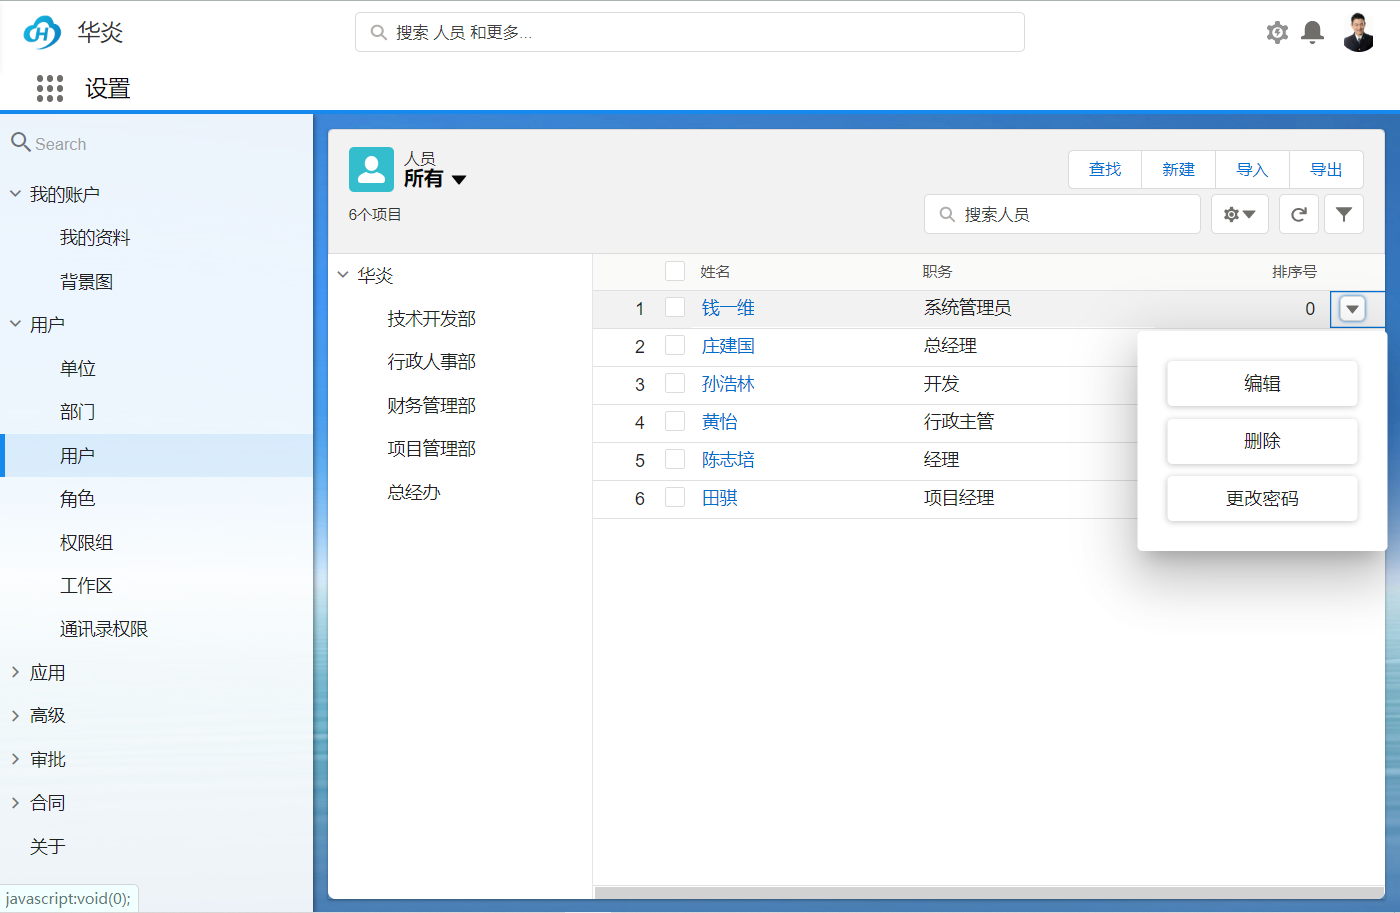 华炎
搜索 人员 和更多...
设置
Search
我的账户
我的资料
背景图
用户
单位
部门
用户
角色
权限组
工作区
通讯录权限
应用
高级
审批
合同
关于
javascript:void(0);
人员
所有
6个项目
查找 新建 导入 导出
搜索人员
华炎
技术开发部
行政人事部
财务管理部
项目管理部
总经办
姓名 职务 排序号
1 钱一维 系统管理员 0
2 庄建国 总经理
3 孙浩林 开发
4 黄怡 行政主管
5 陈志培 经理
6 田骐 项目经理
编辑
删除
更改密码